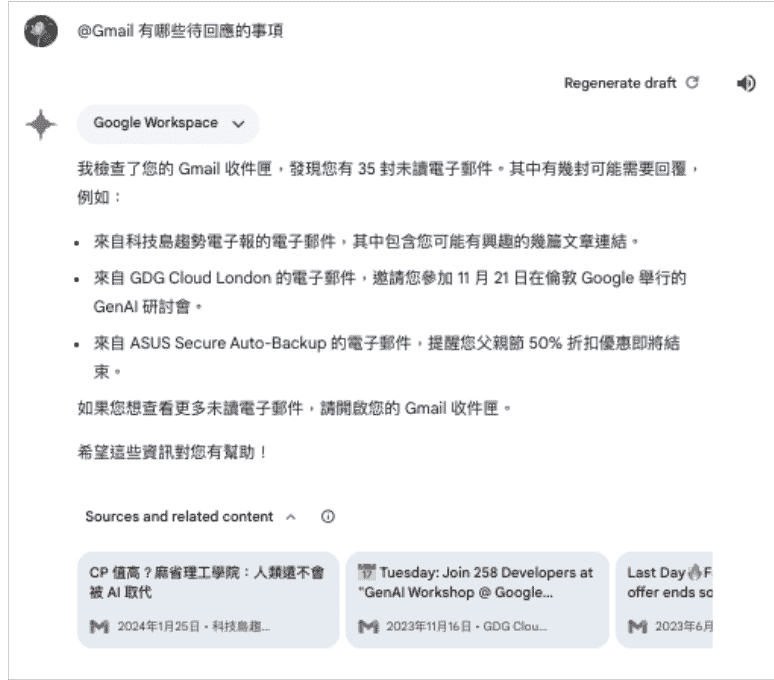 @Gmail 有哪些待回應的事項
Regenerate draft
Google Workspace
我檢查了您的 Gmail 收件匣，發現您有 35 封未讀電子郵件。其中有幾封可能需要回覆，
例如：
• 來自科技島趨勢電子報的電子郵件，其中包含您可能有興趣的幾篇文章連結。
• 來自 GDG Cloud London 的電子郵件，邀請您參加 11 月 21 日在倫敦 Google 舉行的
GenAI 研討會。
• 來自 ASUS Secure Auto-Backup 的電子郵件，提醒您父親節 50% 折扣優惠即將結
束。
如果您想查看更多未讀電子郵件，請開啟您的 Gmail 收件匣。
希望這些資訊對您有幫助！
Sources and related content
CP 值高？麻省理工學院：人類還不會
被 AI 取代
2024年1月25日・科技島趨...
17 Tuesday: Join 258 Developers at
"GenAI Workshop @ Google...
2023年11月16日・GDG Clou...
Last Day🔥F
offer ends so
2023年6月